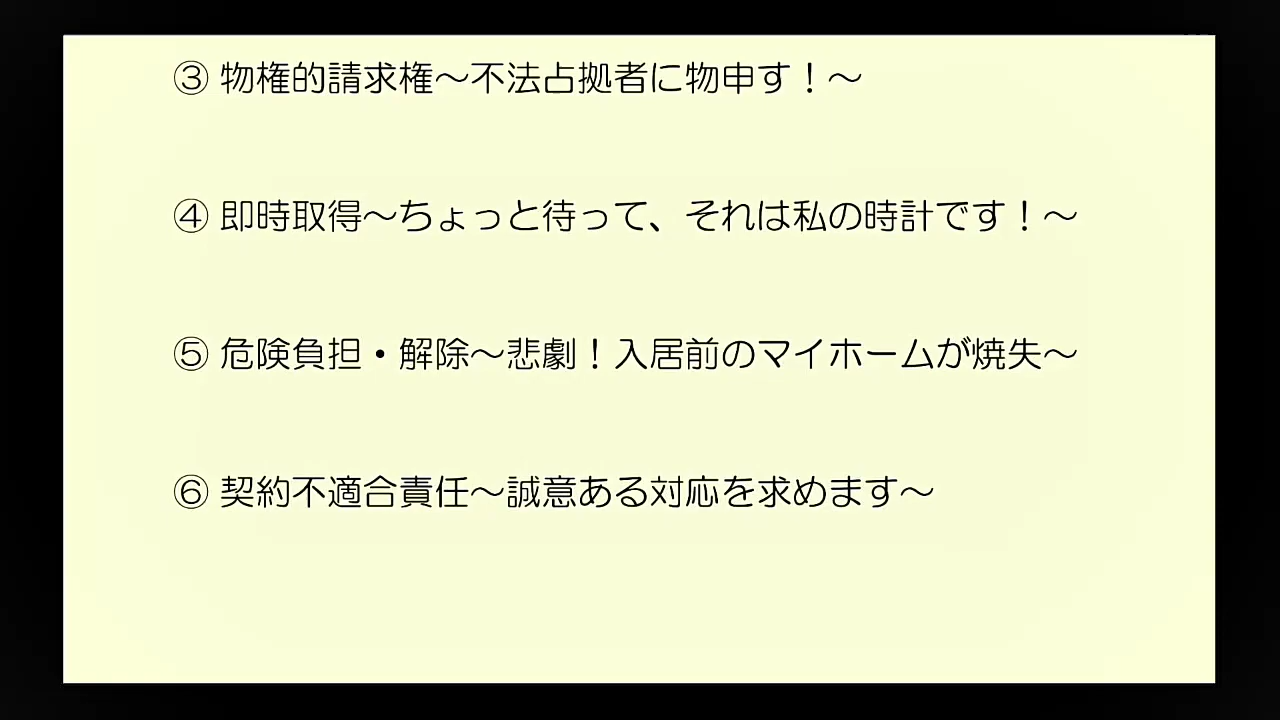 ③ 物権的請求権～不法占拠者に物申す！～
④ 即時取得～ちょっと待って、それは私の時計です！～
⑤ 危険負担・解除～悲劇！入居前のマイホームが焼失～
⑥ 契約不適合責任～誠意ある対応を求めます～